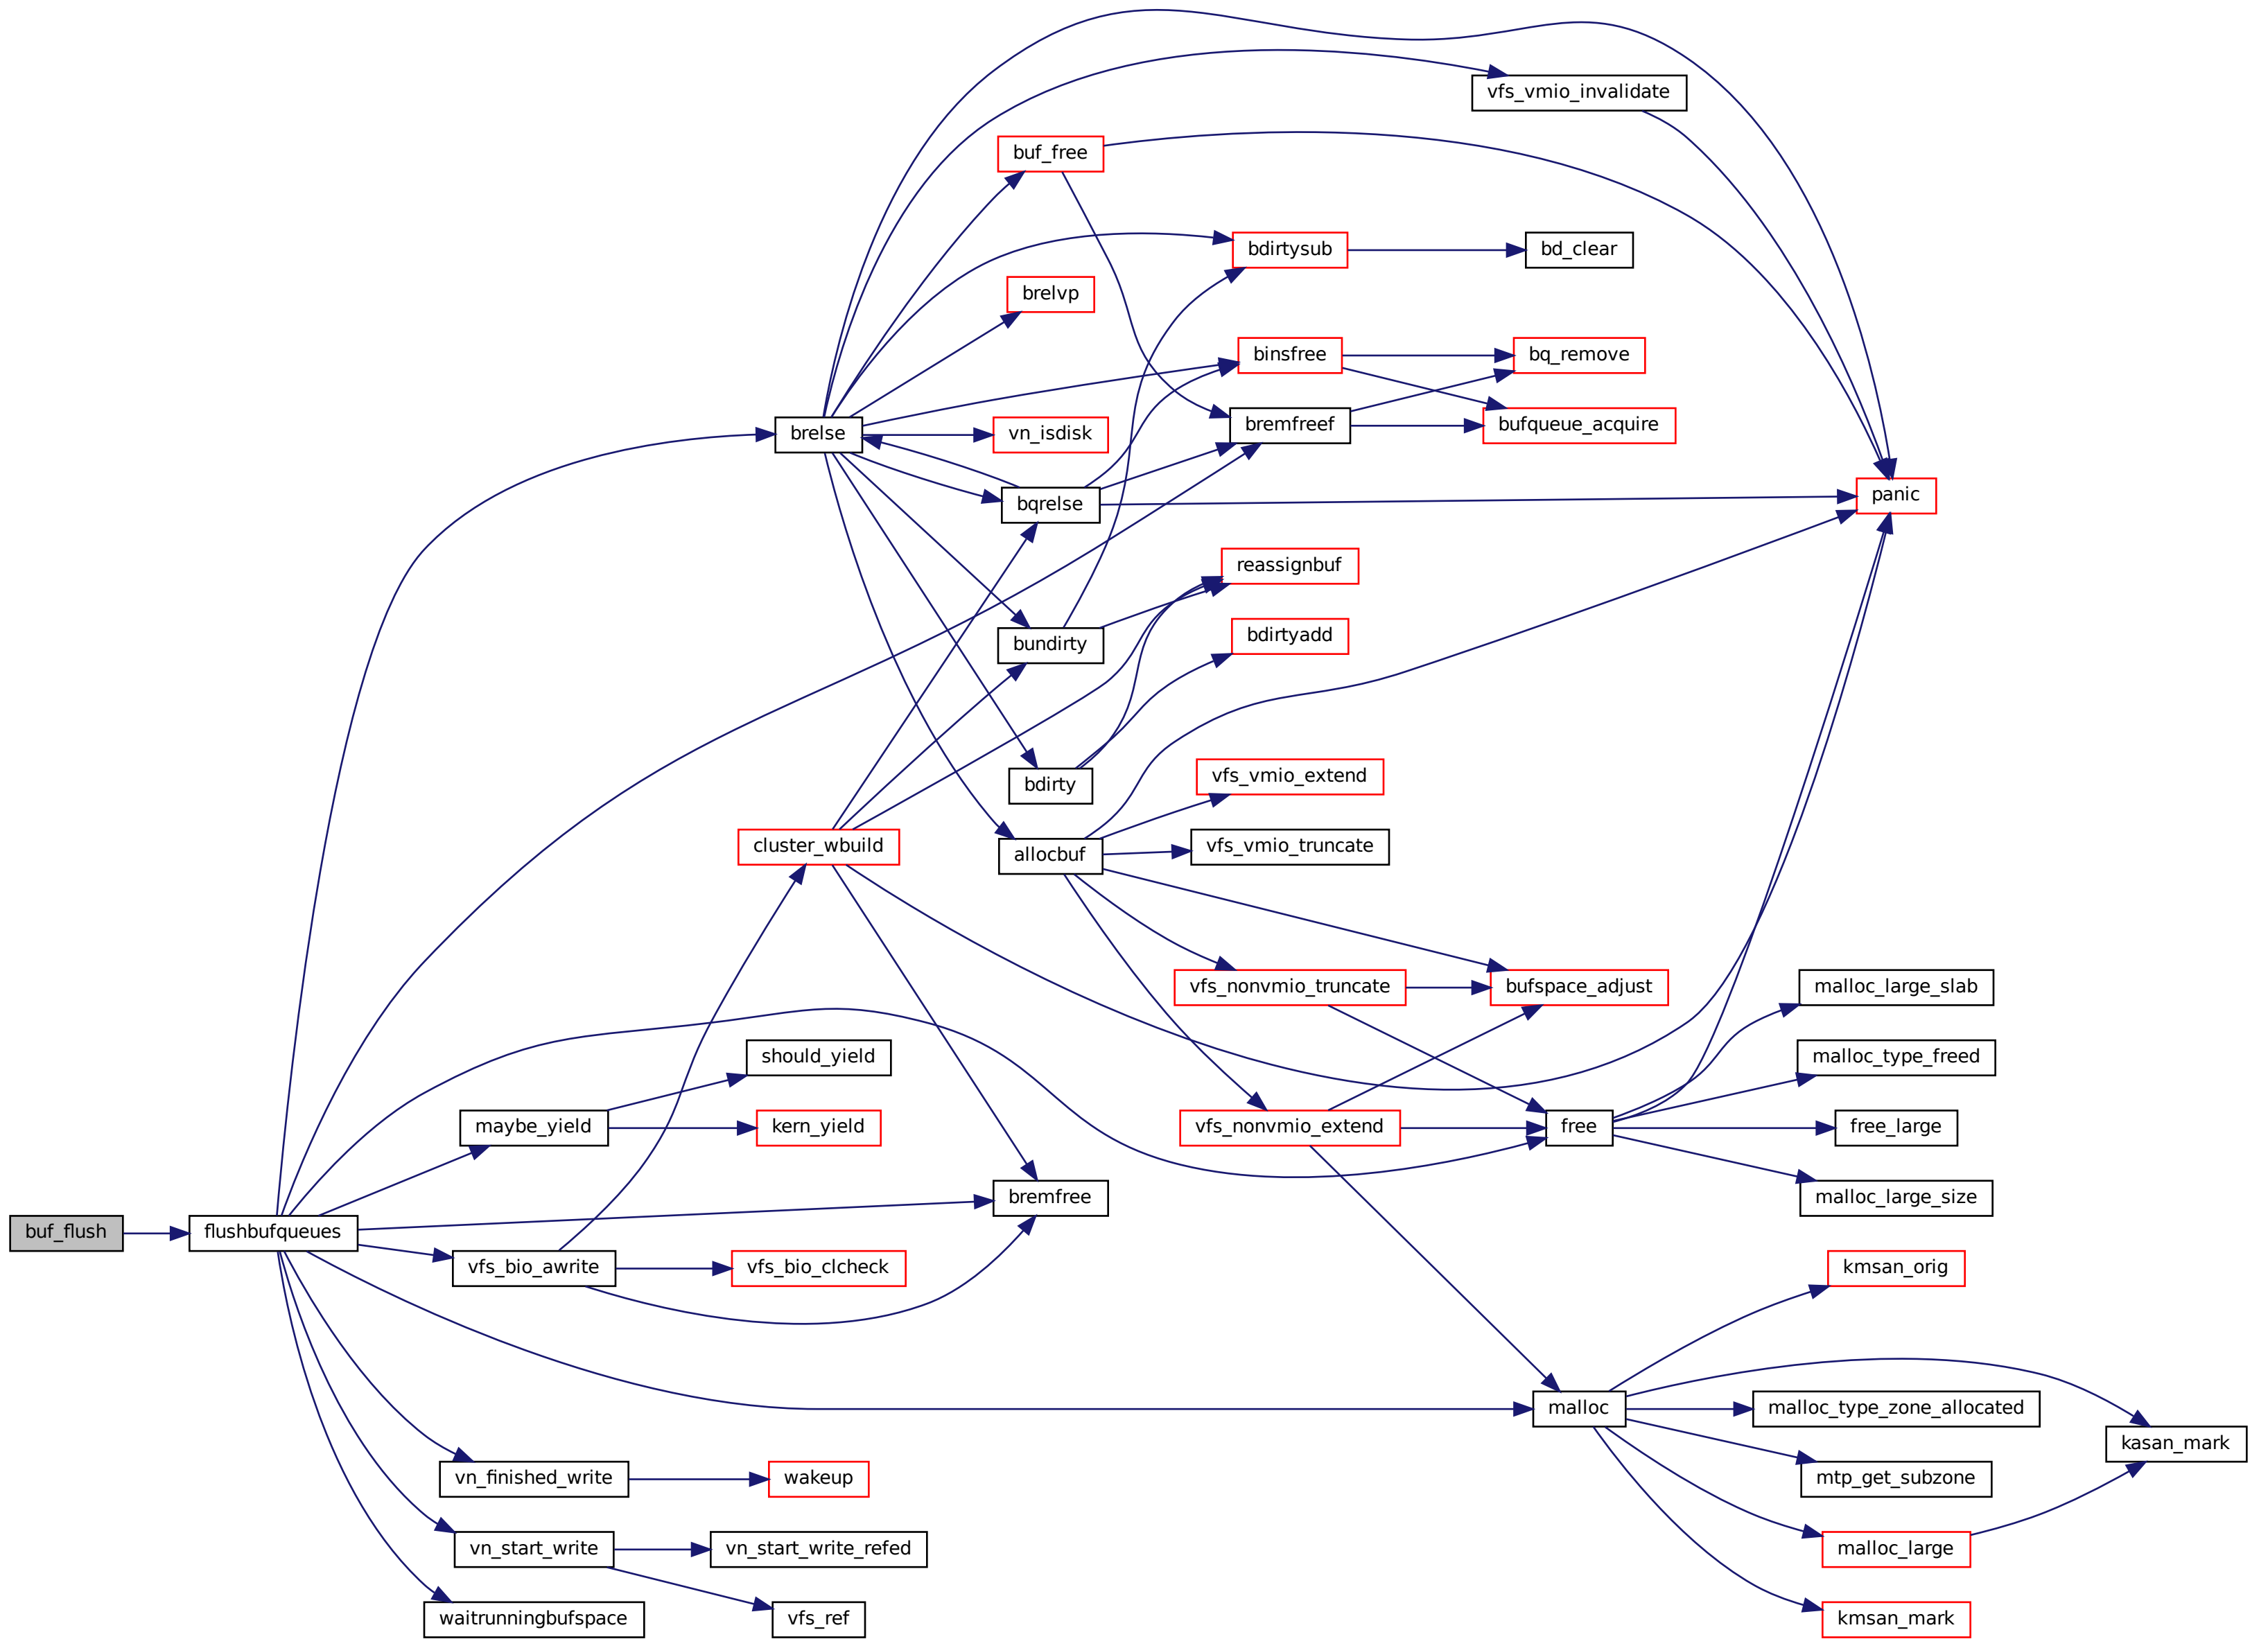 vfs_vmio_invalidate
buf_free
bdirtysub
bd_clear
brelvp
binsfree
bq_remove
brelse
vn_isdisk
bremfreef
bufqueue_acquire
bqrelse
panic
reassignbuf
bundirty
bdirtyadd
bdirty
vfs_vmio_extend
cluster_wbuild
allocbuf
vfs_vmio_truncate
vfs_nonvmio_truncate
bufspace_adjust
malloc_large_slab
should_yield
malloc_type_freed
maybe_yield
kern_yield
vfs_nonvmio_extend
free
free_large
bremfree
malloc_large_size
buf_flush
flushbufqueues
vfs_bio_awrite
vfs_bio_clcheck
kmsan_orig
malloc
malloc_type_zone_allocated
kasan_mark
vn_finished_write
wakeup
mtp_get_subzone
vn_start_write
vn_start_write_refed
malloc_large
waitrunningbufspace
vfs_ref
kmsan_mark